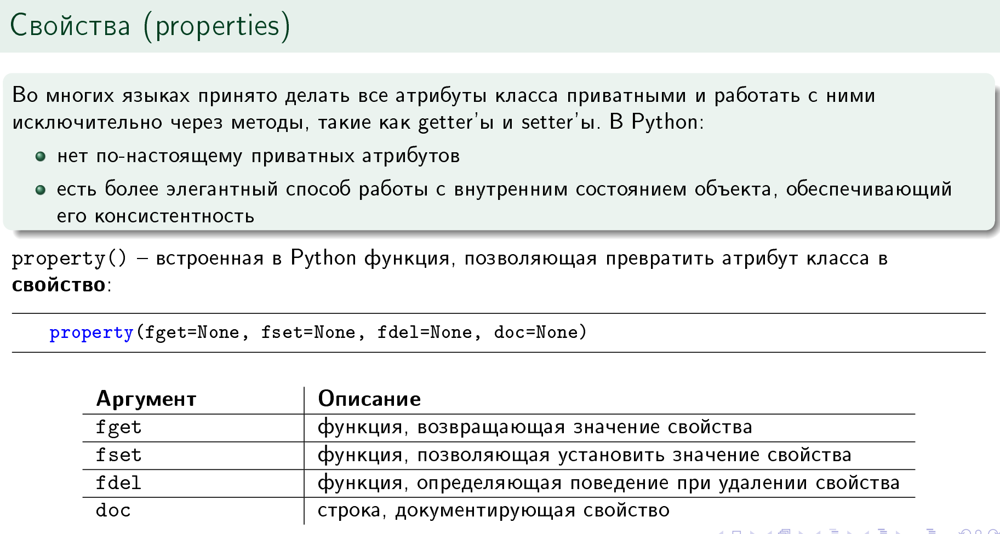 Свойства (properties)
Во многих языках принято делать все атрибуты класса приватными и работать с ними
исключительно через методы, такие как getter'ы и setter'ы. В Python:
нет по-настоящему приватных атрибутов
есть более элегантный способ работы с внутренним состоянием объекта, обеспечивающий
его консистентность
property() – встроенная в Python функция, позволяющая превратить атрибут класса в
свойство:
property(fget=None, fset=None, fdel=None, doc=None)
Аргумент Описание
fget функция, возвращающая значение свойства
fset функция, позволяющая установить значение свойства
fdel функция, определяющая поведение при удалении свойства
doc строка, документирующая свойство